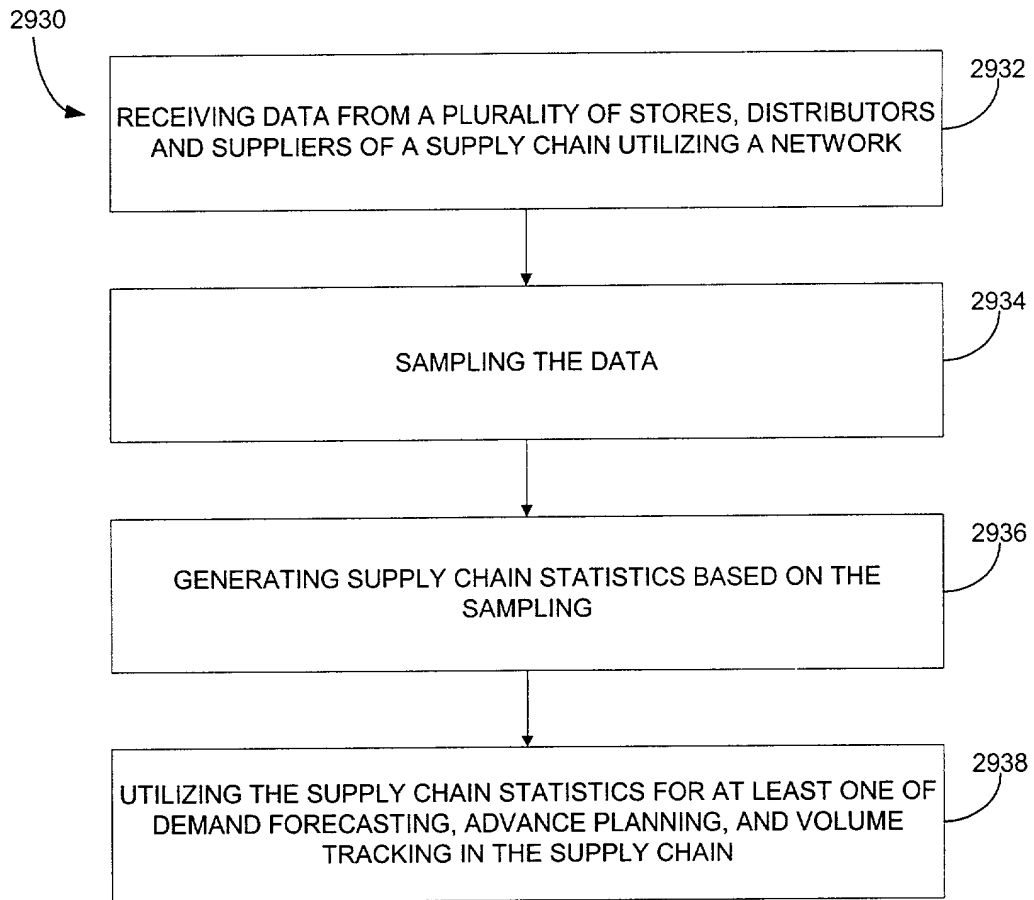 2930
2932
RECEIVING DATA FROM A PLURALITY OF STORES, DISTRIBUTORS
AND SUPPLIERS OF A SUPPLY CHAIN UTILIZING A NETWORK
2934
SAMPLING THE DATA
2936
GENERATING SUPPLY CHAIN STATISTICS BASED ON THE
SAMPLING
2938
UTILIZING THE SUPPLY CHAIN STATISTICS FOR AT LEAST ONE OF
DEMAND FORECASTING, ADVANCE PLANNING, AND VOLUME
TRACKING IN THE SUPPLY CHAIN